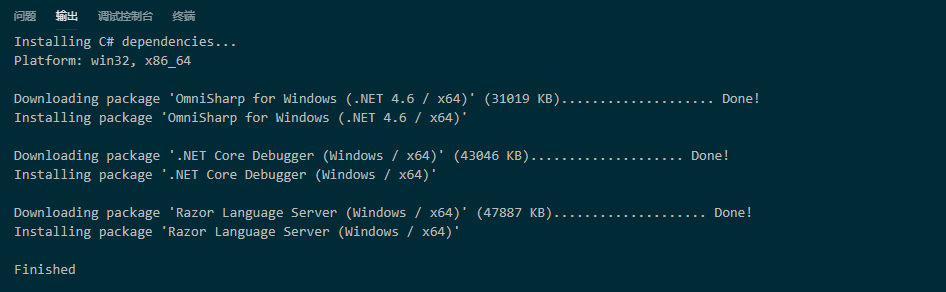 问题 输出 调试控制台 终端
Installing C# dependencies...
Platform: win32, x86_64
Downloading package 'OmniSharp for Windows (.NET 4.6 / x64)' (31019 KB).................... Done!
Installing package 'OmniSharp for Windows (.NET 4.6 / x64)'
Downloading package '.NET Core Debugger (Windows / x64)' (43046 KB).................... Done!
Installing package '.NET Core Debugger (Windows / x64)'
Downloading package 'Razor Language Server (Windows / x64)' (47887 KB).................... Done!
Installing package 'Razor Language Server (Windows / x64)'
Finished